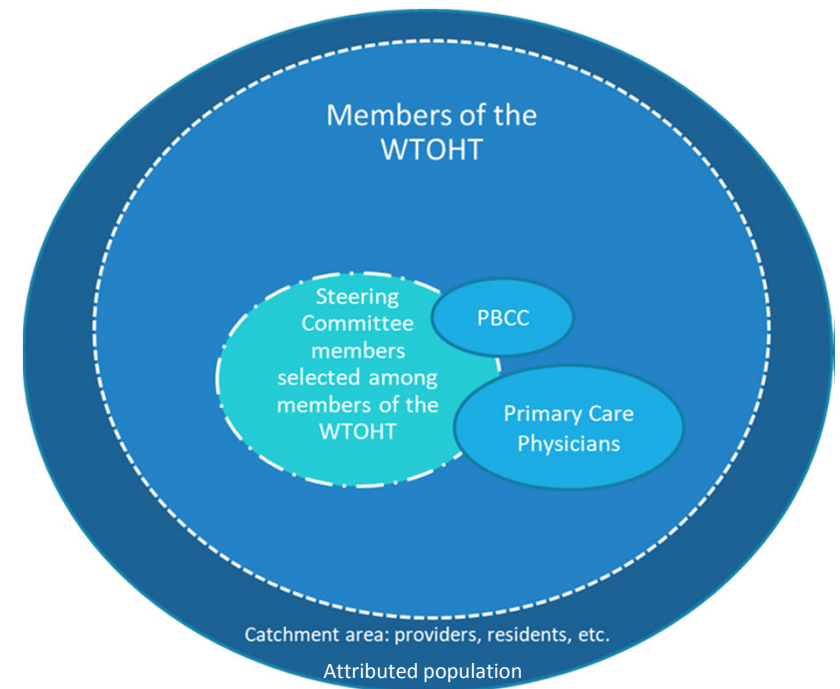 Members of the
WTOHT
Steering
Committee
members
selected among
members of the
WTOHT
PBCC
Primary Care
Physicians
Catchment area: providers, residents, etc.
Attributed population